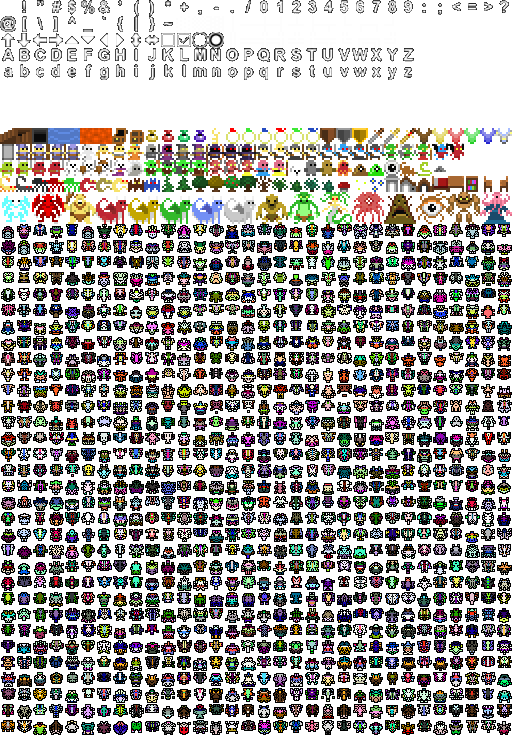 ! " # $ % & ' ( ) * + , - . / 0 1 2 3 4 5 6 7 8 9 : ; < = > ?
@ [ \ ] ^ _ ` { | } ~
A B C D E F G H I J K L M N O P Q R S T U V W X Y Z
a b c d e f g h i j k l m n o p q r s t u v w x y z